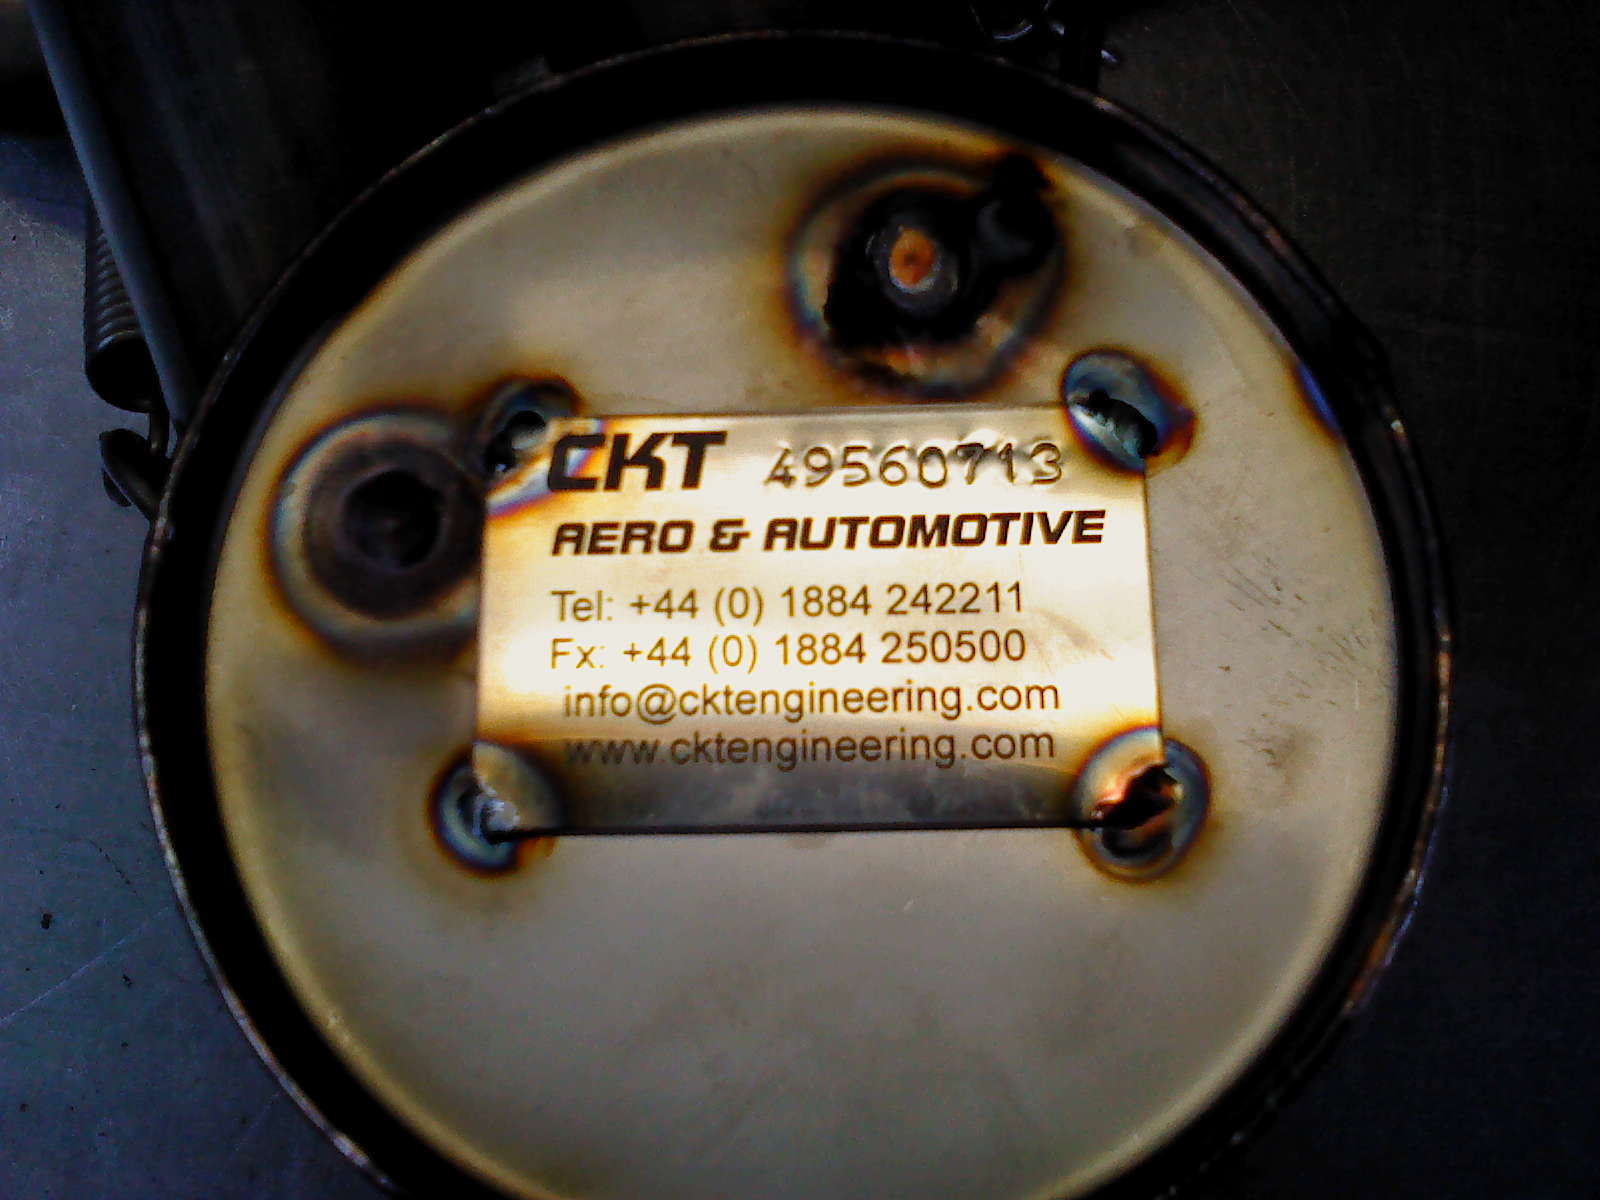 CKT 49560713
AERO & AUTOMOTIVE
Tel: +44 (0) 1884 242211
Fx: +44 (0) 1884 250500
info@cktengineering.com
www.cktengineering.com